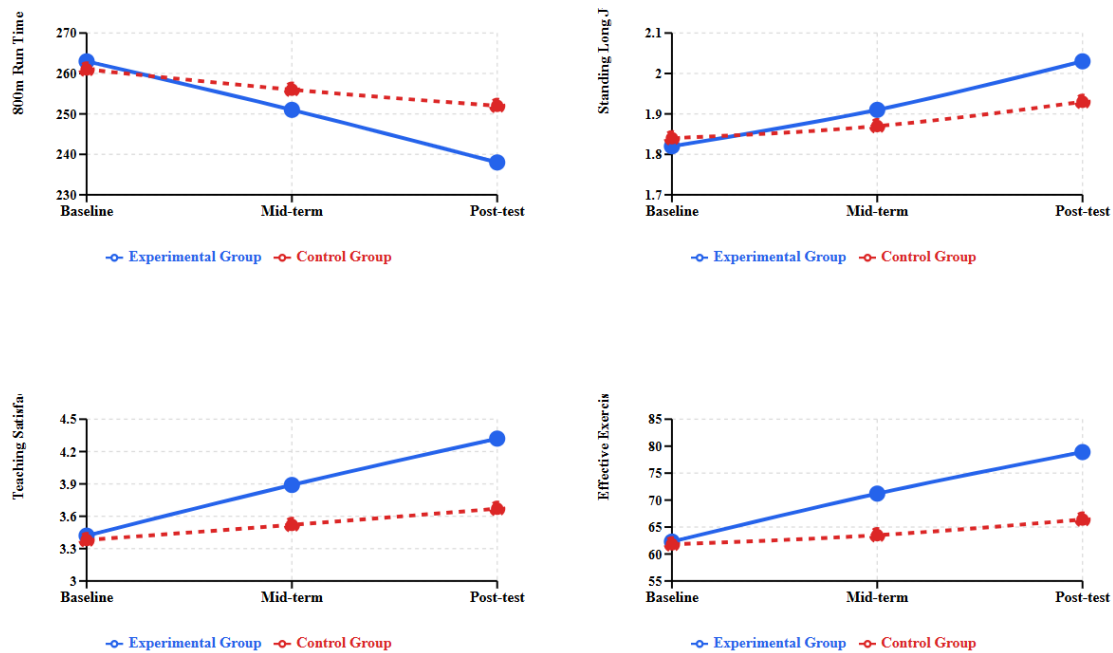 800m Run Time
270
260
250
240
230
Baseline
Mid-term
Post-test
Experimental Group
Control Group
Standing Long J
2.1
2
1.9
1.8
1.7
Baseline
Mid-term
Post-test
Experimental Group
Control Group
Teaching Satisfa
4.5
4.2
3.9
3.6
3.3
3
Baseline
Mid-term
Post-test
Experimental Group
Control Group
Effective Exercis
85
80
75
70
65
60
55
Baseline
Mid-term
Post-test
Experimental Group
Control Group